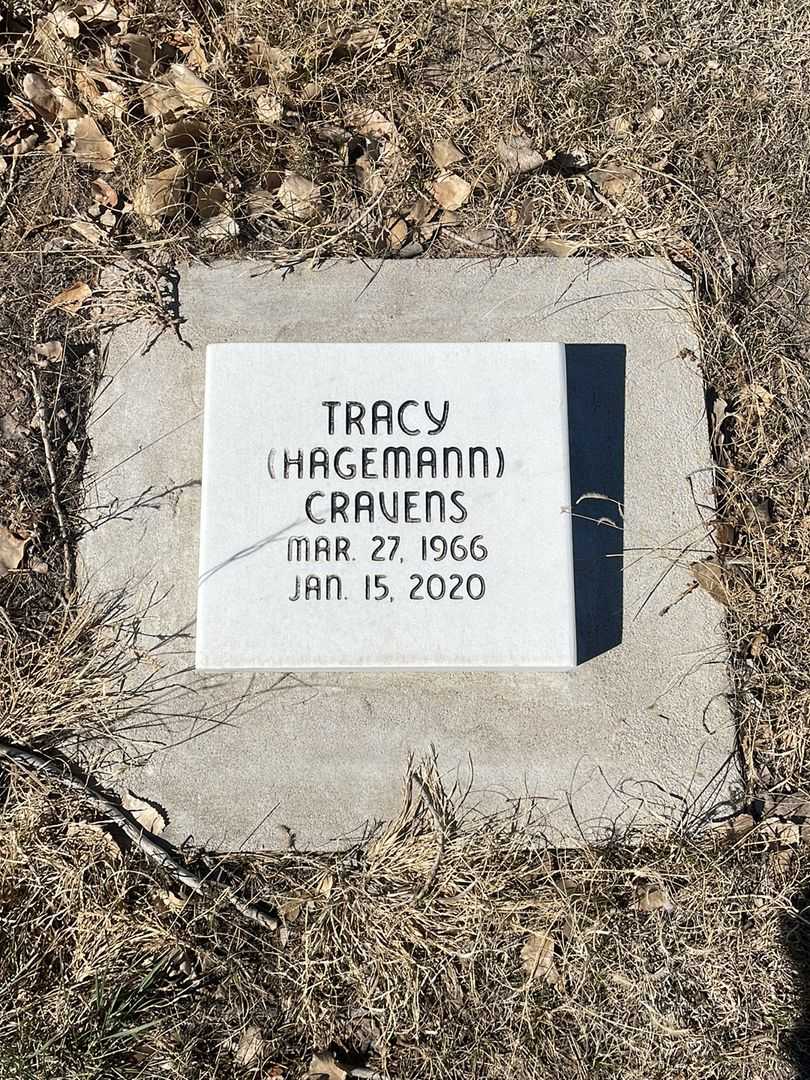 TRACY
(HAGEMANN)
CRAVENS
MAR. 27, 1966
JAN. 15, 2020